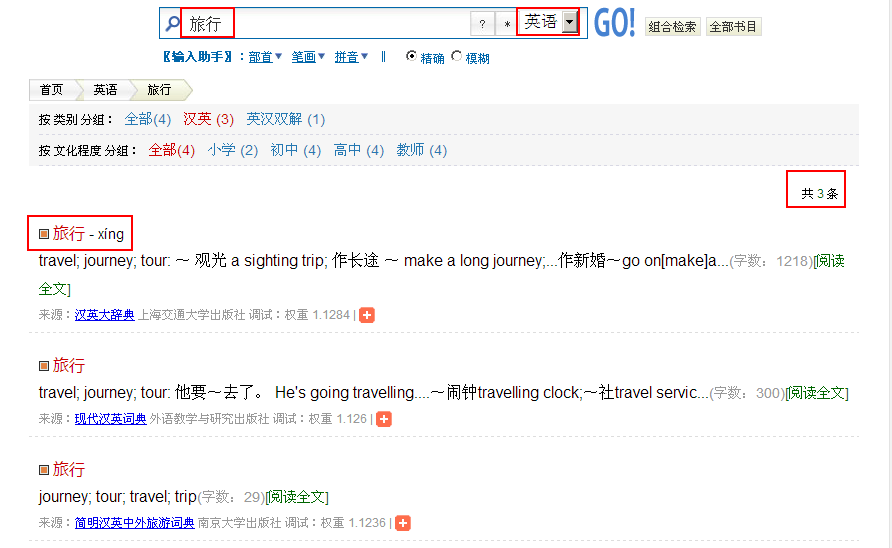 旅行 ? * 英语 GO! 组合检索 全部书目
〖输入助手〗: 部首▼ 笔画▼ 拼音▼ ‖ 精确 模糊
首页 英语 旅行
按 类别 分组： 全部(4) 汉英 (3) 英汉双解 (1)
按 文化程度 分组： 全部(4) 小学 (2) 初中 (4) 高中 (4) 教师 (4)
共 3 条
旅行 - xíng
travel; journey; tour: ～ 观光 a sighting trip; 作长途 ～ make a long journey;...作新婚～go on[make]a...(字数：1218)[阅读
全文]
来源：汉英大辞典 上海交通大学出版社 调试：权重 1.1284 |
旅行
travel; journey; tour: 他要～去了。 He's going travelling....～闹钟travelling clock;～社travel servic...(字数：300)[阅读全文]
来源：现代汉英词典 外语教学与研究出版社 调试：权重 1.126 |
旅行
journey; tour; travel; trip(字数：29)[阅读全文]
来源：简明汉英中外旅游词典 南京大学出版社 调试：权重 1.1236 |